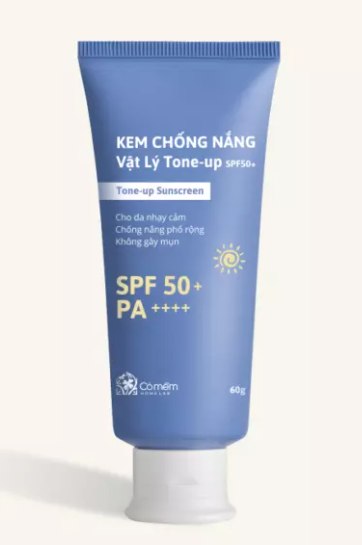 KEM CHỐNG NẮNG
Vật Lý Tone-up SPF50+
Tone-up Sunscreen
Cho da nhạy cảm
Chống nắng phổ rộng
Không gây mụn
SPF 50+
PA++++
Cỏ mềm
HOMELAB
60g